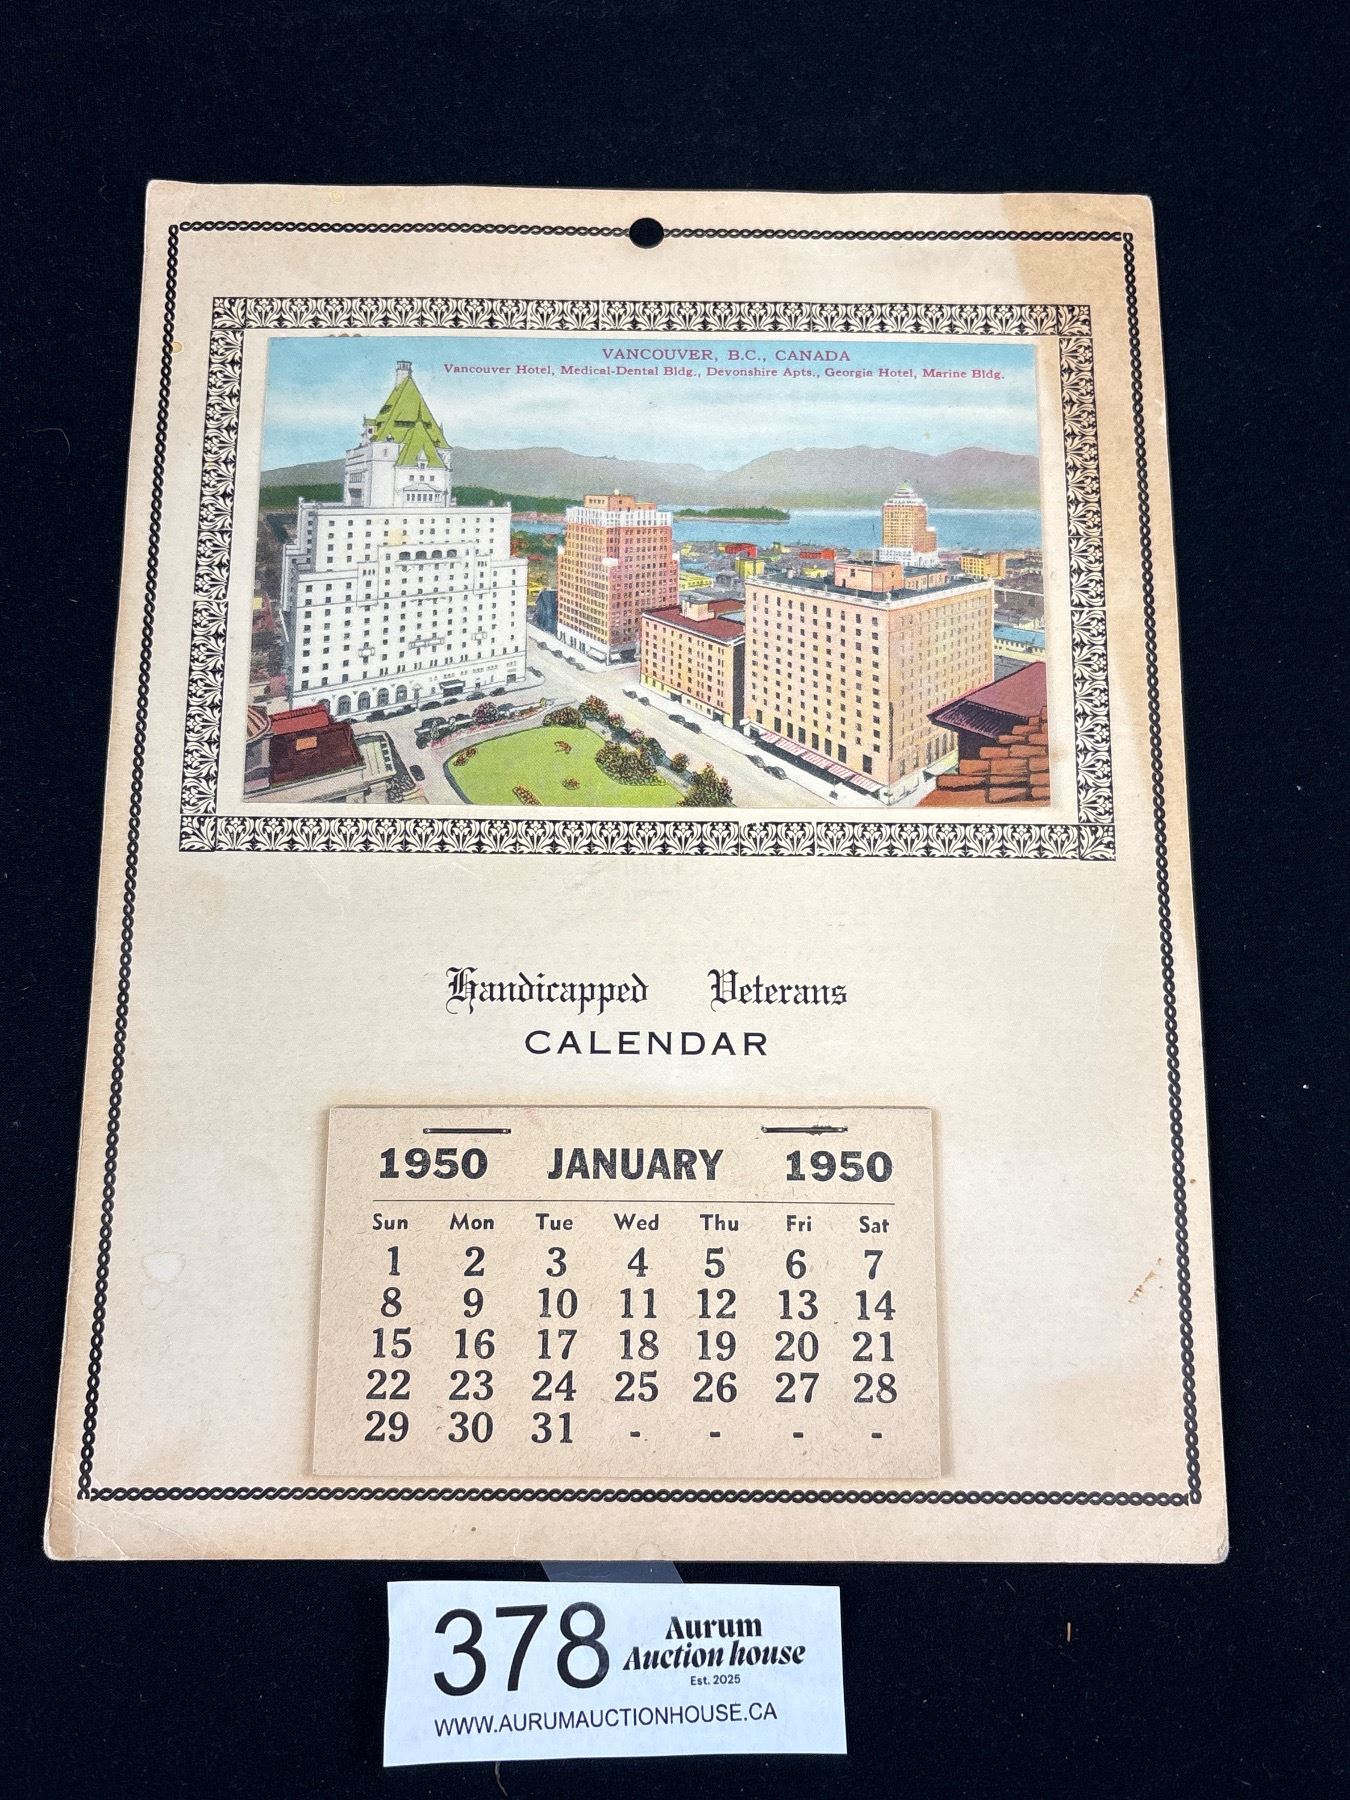 VANCOUVER, B.C., CANADA
Vancouver Hotel, Medical-Dental Bldg., Devonshire Apts., Georgia Hotel, Marine Bldg.
Handicapped Veterans
CALENDAR
1950 JANUARY 1950
Sun Mon Tue Wed Thu Fri Sat
1 2 3 4 5 6 7
8 9 10 11 12 13 14
15 16 17 18 19 20 21
22 23 24 25 26 27 28
29 30 31 - - - -
378 Aurum
Auction house
Est. 2025
WWW.AURUMAUCTIONHOUSE.CA